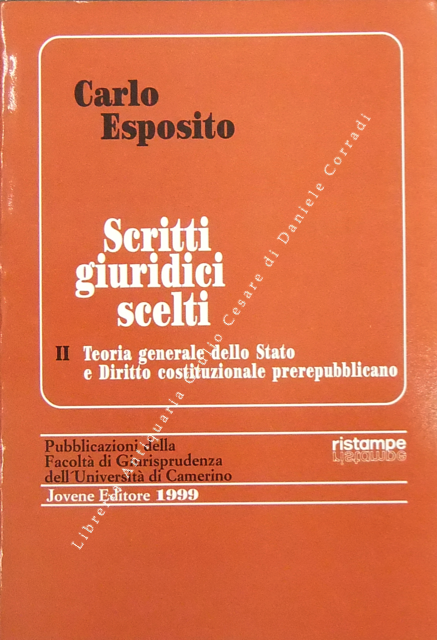 Carlo
Esposito
Scritti
giuridici
scelti
II Teoria generale dello Stato
e Diritto costituzionale prerepubblicano
Pubblicazioni della
Facoltà di Giurisprudenza
dell'Università di Camerino
Jovene Editore 1999
ristampe
ristampe
Libreria Antiquaria Giulio Cesare di Daniele Corradi